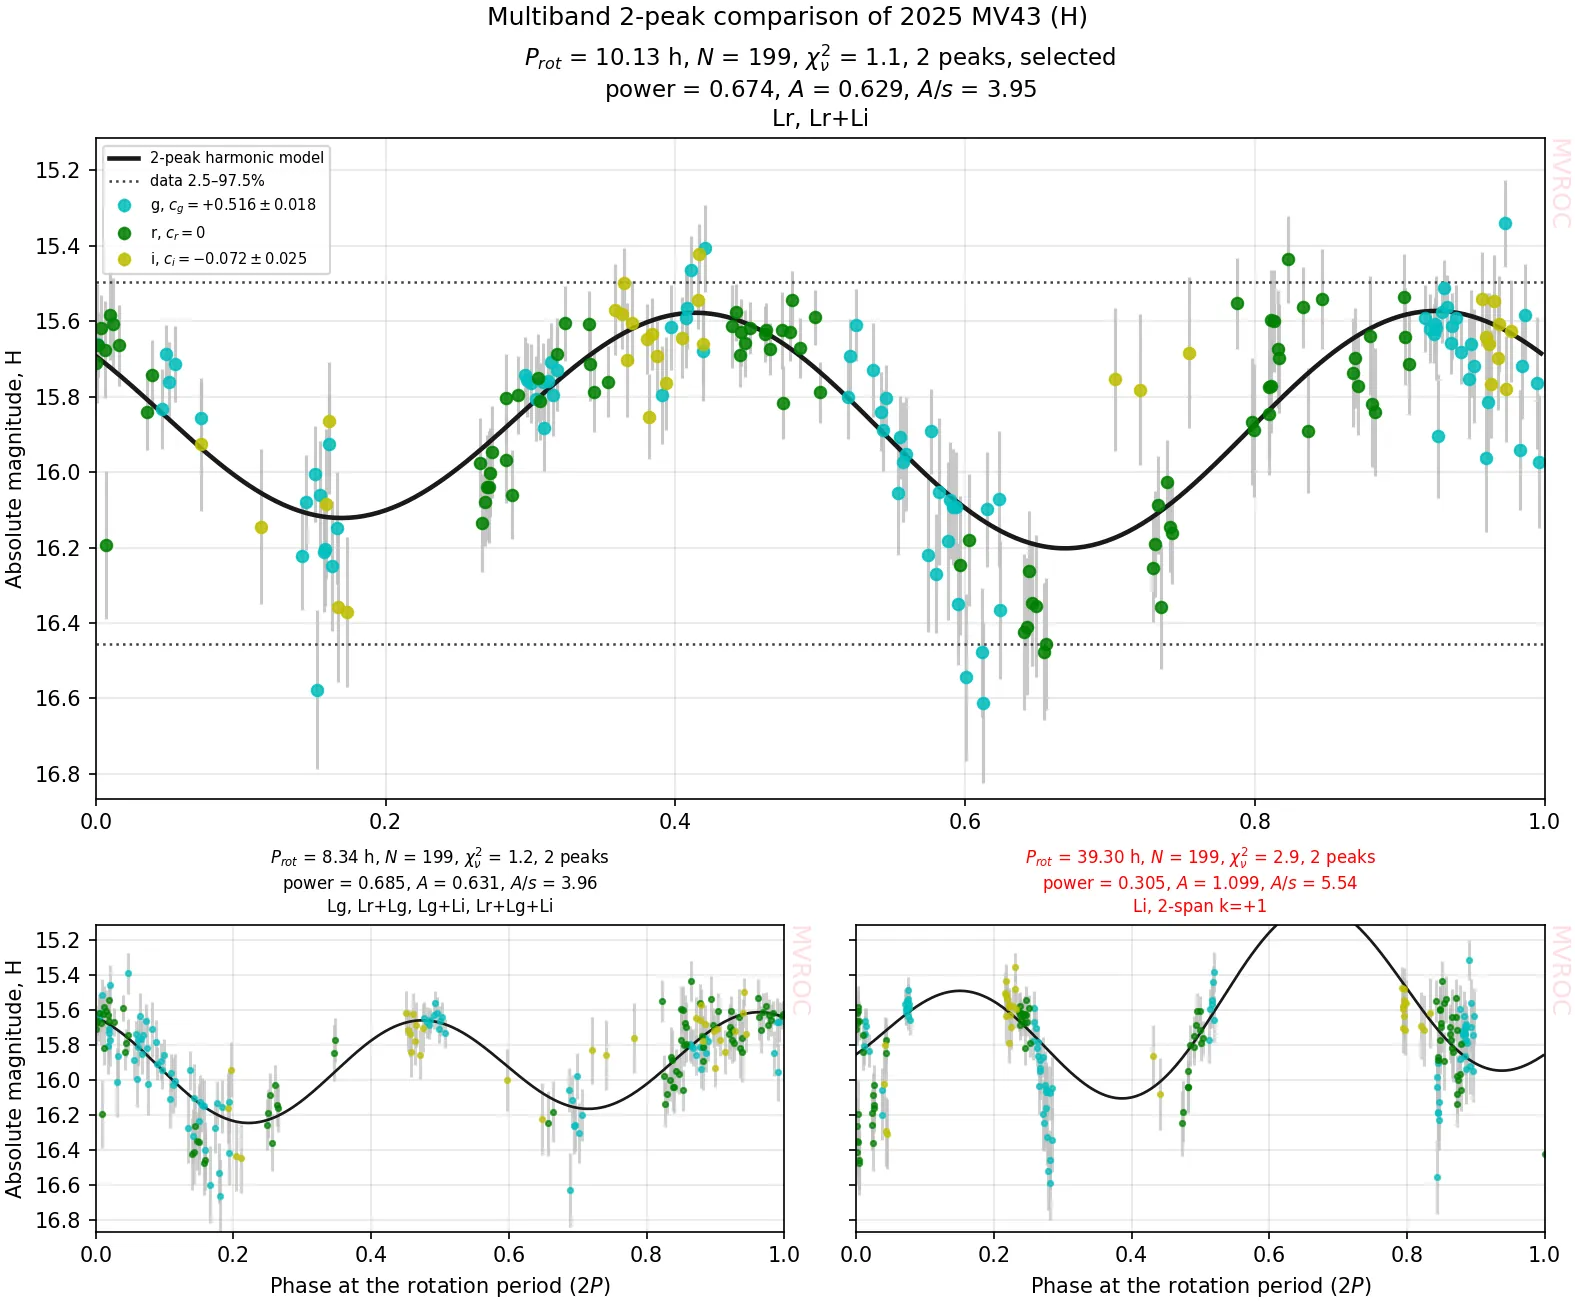 Multiband 2-peak comparison of 2025 MV43 (H)
P_rot = 10.13 h, N = 199, χ²_ν = 1.1, 2 peaks, selected
power = 0.674, A = 0.629, A/s = 3.95
Lr, Lr+Li
2-peak harmonic model
data 2.5–97.5%
g, c_g = +0.516 ± 0.018
r, c_r = 0
i, c_i = −0.072 ± 0.025
Absolute magnitude, H
15.2
15.4
15.6
15.8
16.0
16.2
16.4
16.6
16.8
0.0 0.2 0.4 0.6 0.8 1.0
MVROC
P_rot = 8.34 h, N = 199, χ²_ν = 1.2, 2 peaks
power = 0.685, A = 0.631, A/s = 3.96
Lg, Lr+Lg, Lg+Li, Lr+Lg+Li
Absolute magnitude, H
15.2
15.4
15.6
15.8
16.0
16.2
16.4
16.6
16.8
0.0 0.2 0.4 0.6 0.8 1.0
Phase at the rotation period (2P)
MVROC
P_rot = 39.30 h, N = 199, χ²_ν = 2.9, 2 peaks
power = 0.305, A = 1.099, A/s = 5.54
Li, 2-span k=+1
0.0 0.2 0.4 0.6 0.8 1.0
Phase at the rotation period (2P)
MVROC